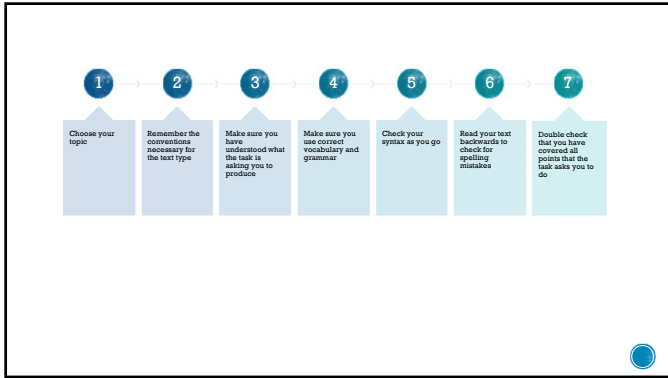 1
2
3
4
5
6
7
Choose your
topic
Remember the
conventions
necessary for
the text type
Make sure you
have
understood what
the task is
asking you to
produce
Make sure you
use correct
vocabulary and
grammar
Check your
syntax as you go
Read your text
backwards to
check for
spelling
mistakes
Double check
that you have
covered all
points that the
task asks you to
do